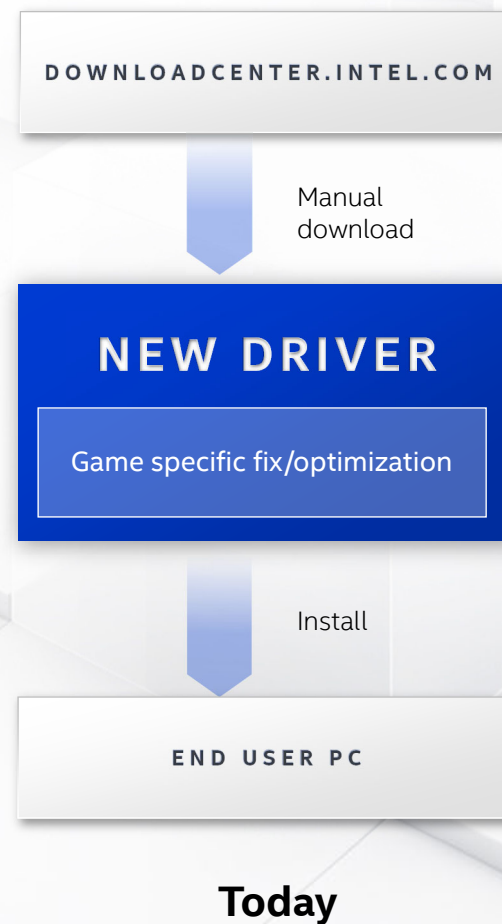 DOWNLOADCENTER.INTEL.COM
Manual
download
NEW DRIVER
Game specific fix/optimization
Install
END USER PC
Today